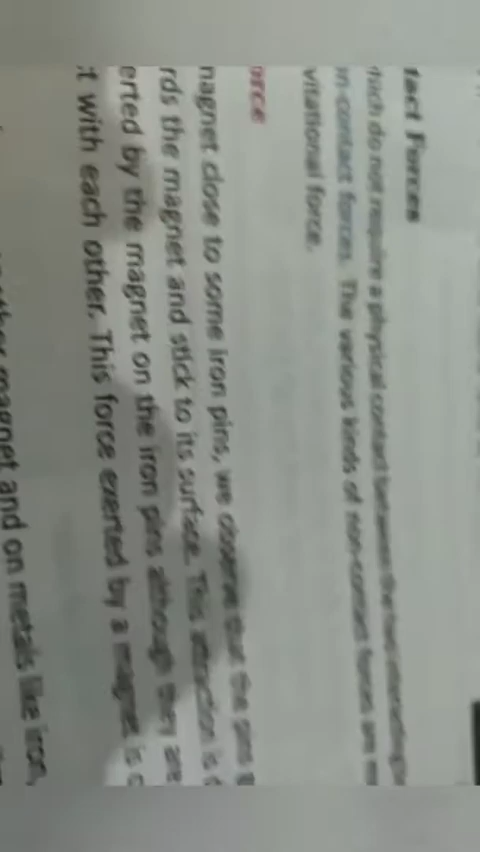 tact Forces
hich do not require a physical contact between the two interacting
on-contact forces. The various kinds of non-contact forces are
vitational force.
orce
nagnet close to some iron pins, we observe that the pins
rds the magnet and stick to its surface. This attraction is
erted by the magnet on the iron pins although they are
ct with each other. This force exerted by a magnet is c
magnet and on metals like iron,